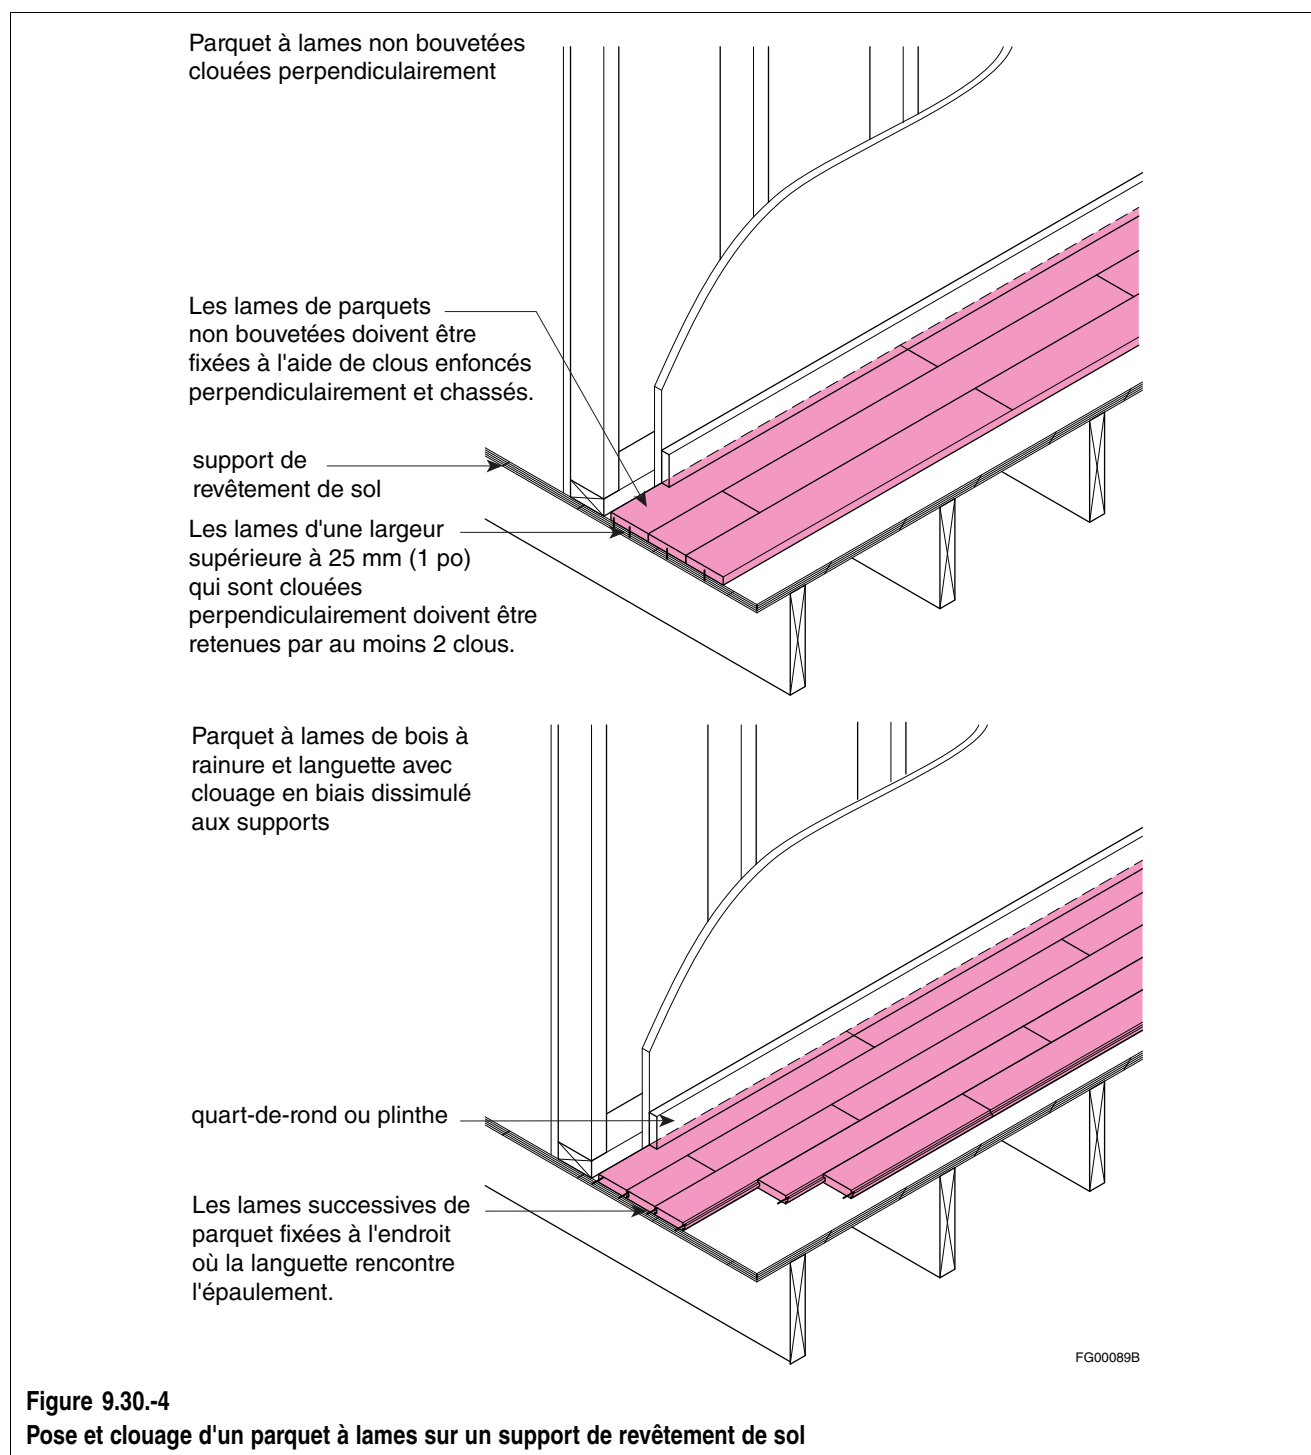 Parquet à lames non bouvetées
clouées perpendiculairement
Les lames de parquets
non bouvetées doivent être
fixées à l'aide de clous enfoncés
perpendiculairement et chassés.
support de
revêtement de sol
Les lames d'une largeur
supérieure à 25 mm (1 po)
qui sont clouées
perpendiculairement doivent être
retenues par au moins 2 clous.
Parquet à lames de bois à
rainure et languette avec
clouage en biais dissimulé
aux supports
quart-de-rond ou plinthe
Les lames successives de
parquet fixées à l'endroit
où la languette rencontre
l'épaulement.
FG00089B
Figure 9.30.-4
Pose et clouage d'un parquet à lames sur un support de revêtement de sol